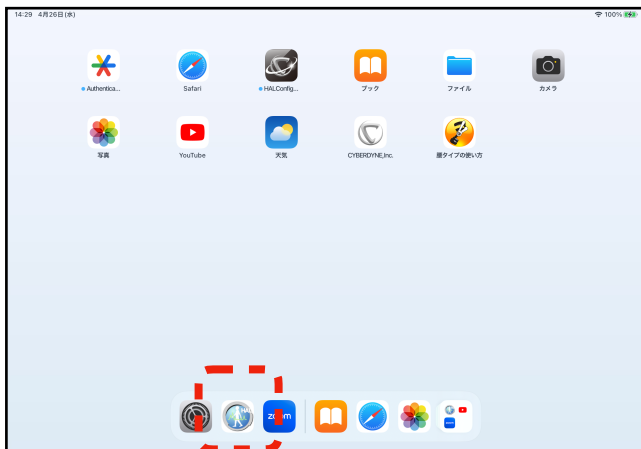 14:29 4月26日(水)
100%
Authentica...
Safari
HALConfig...
ブック
ファイル
カメラ
写真
YouTube
天気
CYBERDYNE,Inc.
腰タイプの使い方
HAL
zoom